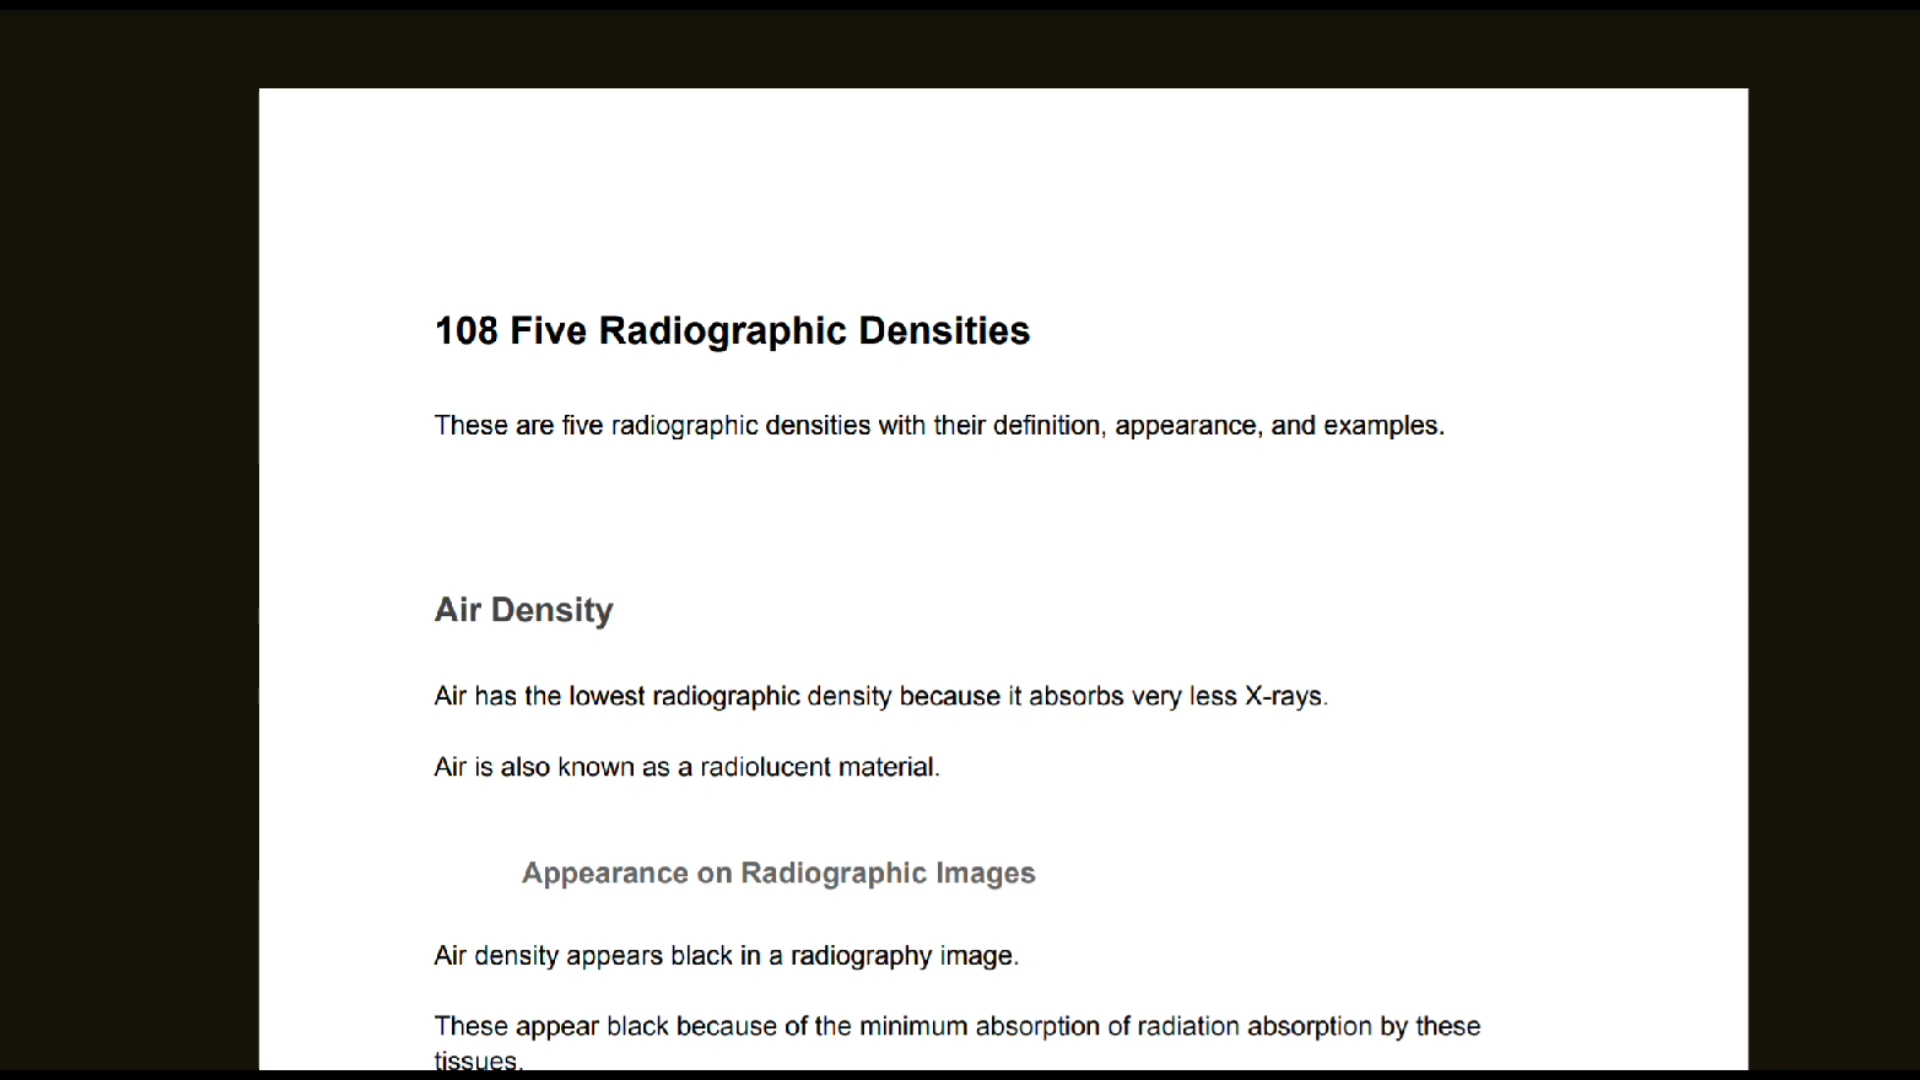 108 Five Radiographic Densities
These are five radiographic densities with their definition, appearance, and examples.
Air Density
Air has the lowest radiographic density because it absorbs very less X-rays.
Air is also known as a radiolucent material.
Appearance on Radiographic Images
Air density appears black in a radiography image.
These appear black because of the minimum absorption of radiation absorption by these
tissues.